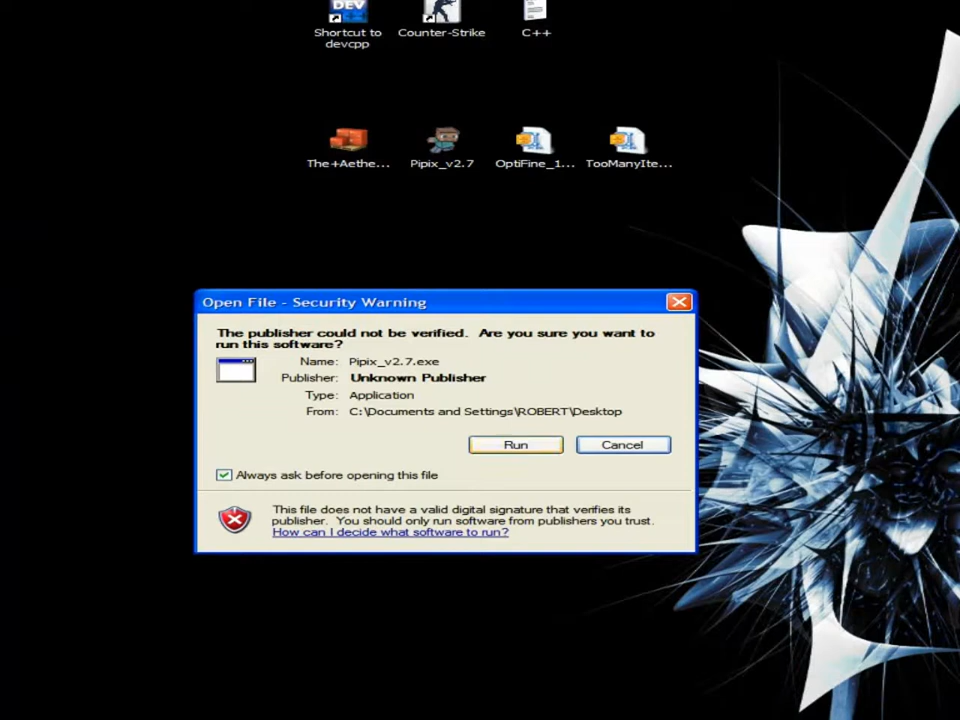 DEV
Shortcut to
devcpp
Counter-Strike
C++
The+Aethe...
Pipix_v2.7
OptiFine_1...
TooManyIte...
Open File - Security Warning
The publisher could not be verified.  Are you sure you want to
run this software?
Name: Pipix_v2.7.exe
Publisher: Unknown Publisher
Type: Application
From: C:\Documents and Settings\ROBERT\Desktop
Run
Cancel
Always ask before opening this file
This file does not have a valid digital signature that verifies its
publisher.  You should only run software from publishers you trust.
How can I decide what software to run?